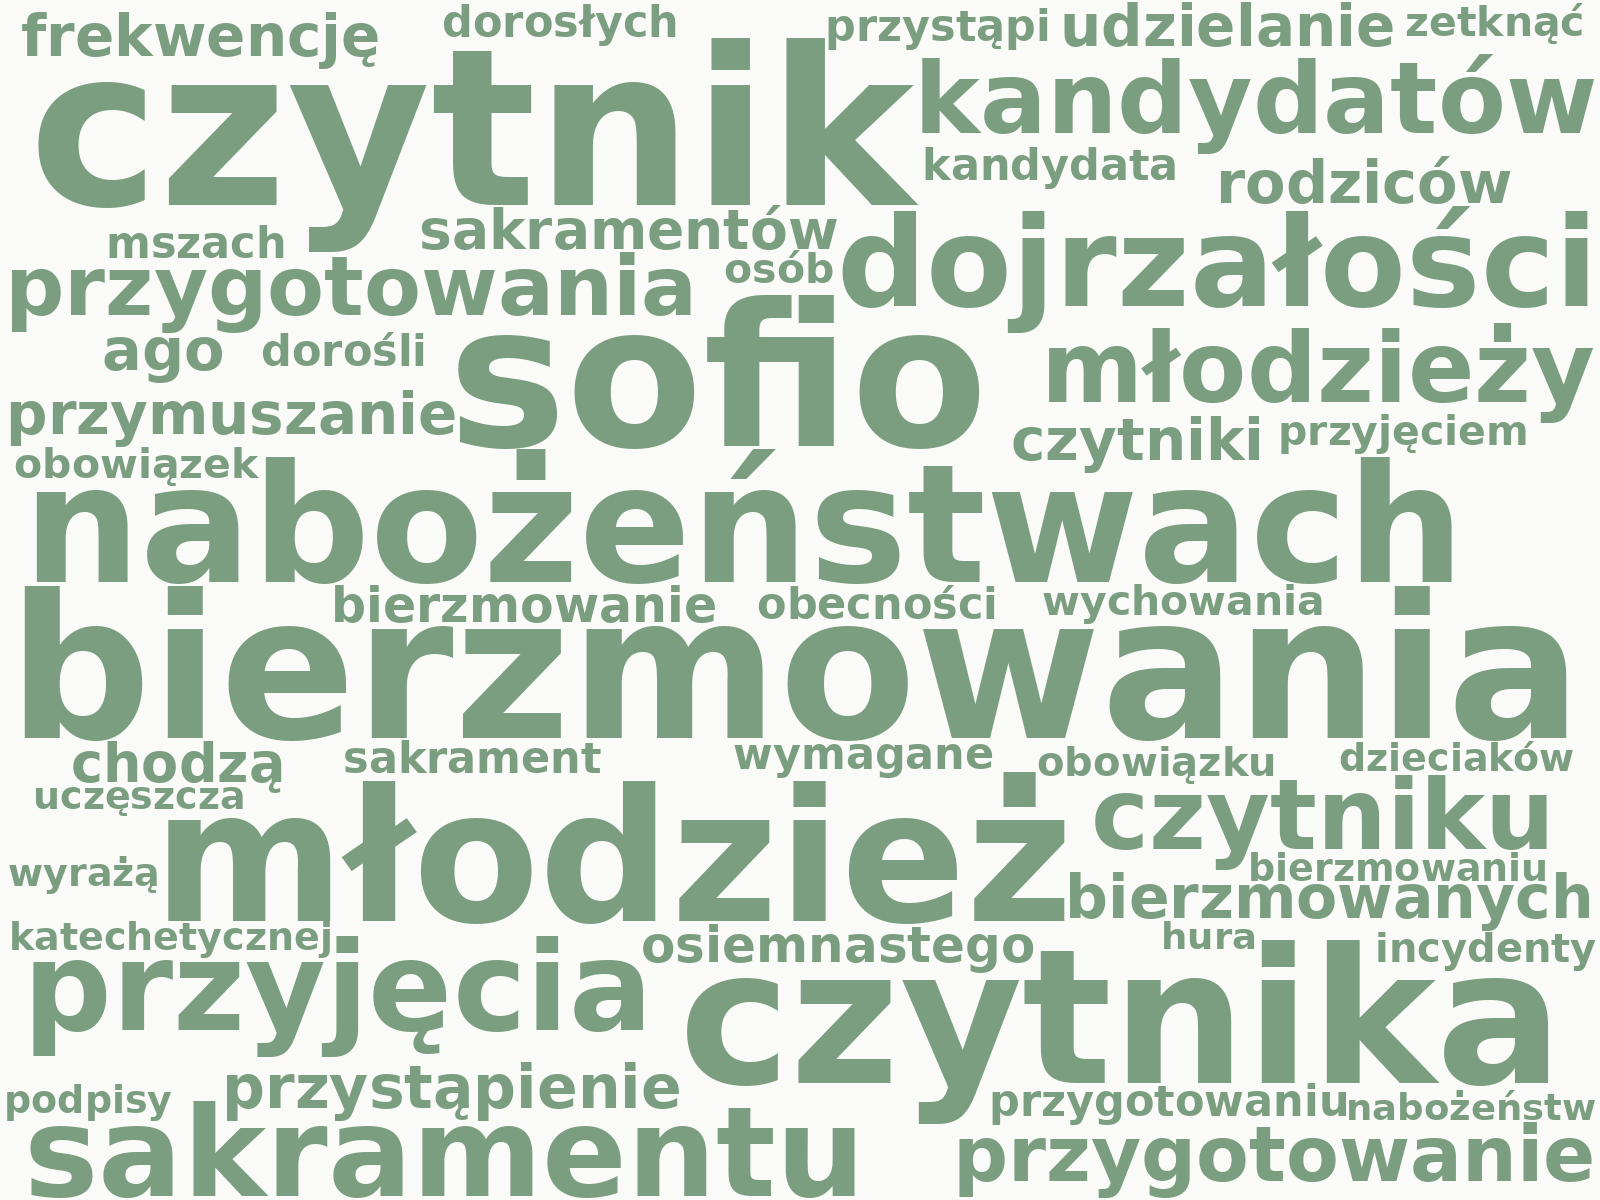 frekwencję dorosłych przystąpi udzielanie zetknąć
czytnik kandydatów
kandydata rodziców
mszach sakramentów
przygotowania osób dojrzałości
ago dorośli sofio młodzieży
przymuszanie czytniki przyjęciem
obowiązek
nabożeństwach
bierzmowanie obecności wychowania
bierzmowania
chodzą sakrament wymagane obowiązku dzieciaków
uczęszcza
młodzież czytniku
wyrażą bierzmowaniu
bierzmowanych
katechetycznej osiemnastego hura incydenty
przyjęcia czytnika
podpisy przystąpienie przygotowaniu nabożeństw
sakramentu przygotowanie